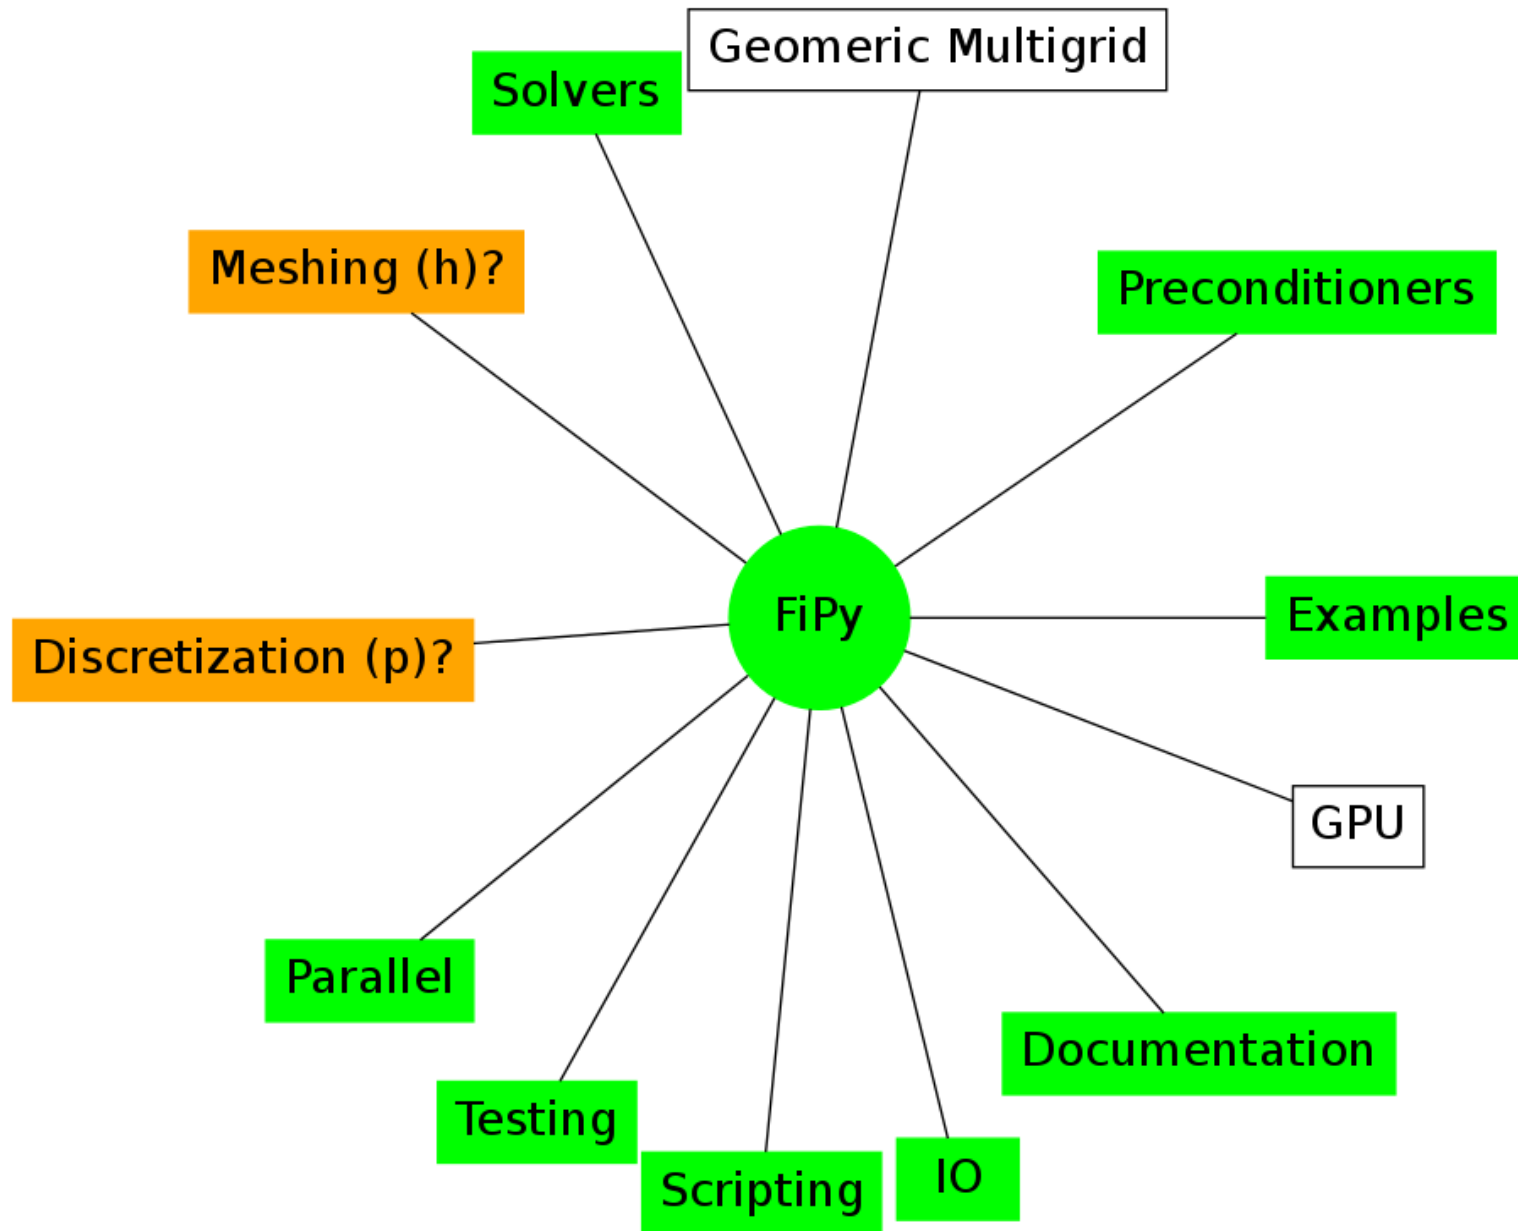 Geomeric Multigrid
Solvers
Meshing (h)?
Preconditioners
FiPy
Examples
Discretization (p)?
GPU
Parallel
Documentation
Testing
IO
Scripting